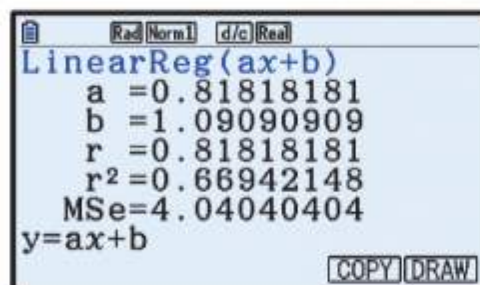 Rad Norm1 d/c Real
LinearReg(ax+b)
a =0.81818181
b =1.09090909
r =0.81818181
r²=0.66942148
MSe=4.04040404
y=ax+b
COPY DRAW